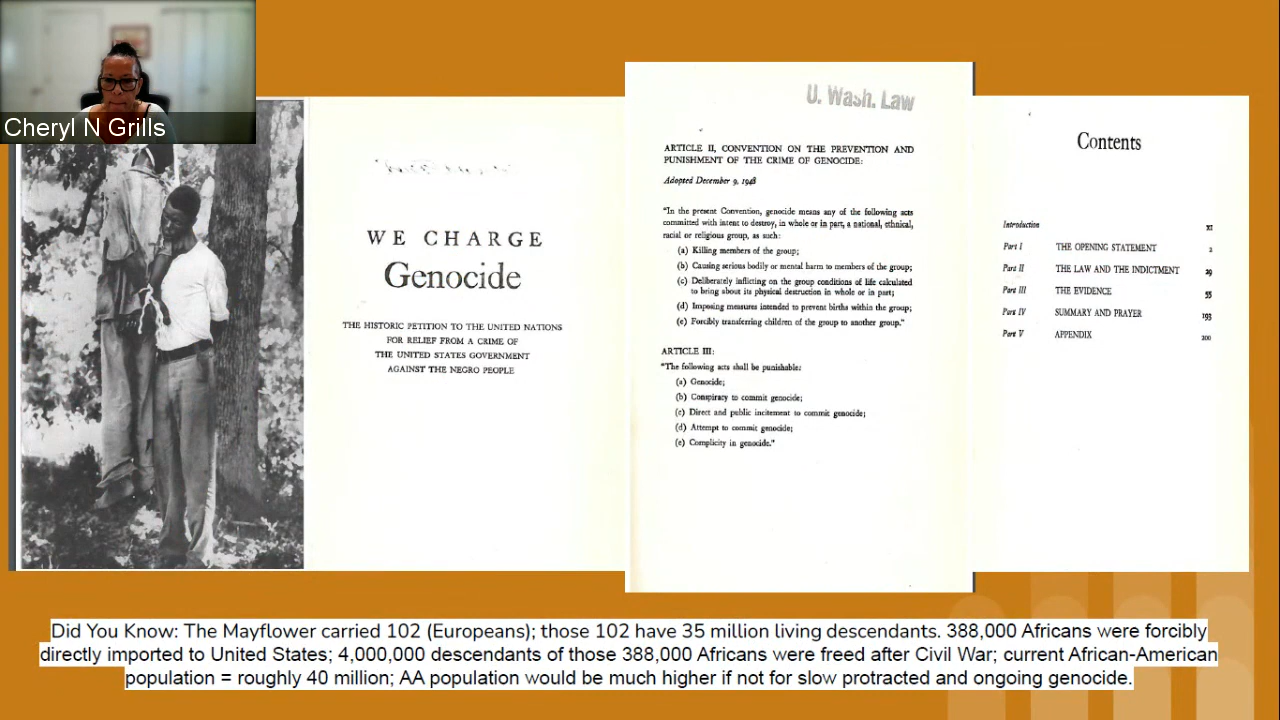 Cheryl N Grills
WE CHARGE
Genocide
THE HISTORIC PETITION TO THE UNITED NATIONS
FOR RELIEF FROM A CRIME OF
THE UNITED STATES GOVERNMENT
AGAINST THE NEGRO PEOPLE
U. Wash. Law
ARTICLE II, CONVENTION ON THE PREVENTION AND
PUNISHMENT OF THE CRIME OF GENOCIDE:
Adopted December 9, 1948
"In the present Convention, genocide means any of the following acts
committed with intent to destroy, in whole or in part, a national, ethnical,
racial or religious group, as such:
(a) Killing members of the group;
(b) Causing serious bodily or mental harm to members of the group;
(c) Deliberately inflicting on the group conditions of life calculated
to bring about its physical destruction in whole or in part;
(d) Imposing measures intended to prevent births within the group;
(e) Forcibly transferring children of the group to another group."
ARTICLE III:
"The following acts shall be punishable:
(a) Genocide;
(b) Conspiracy to commit genocide;
(c) Direct and public incitement to commit genocide;
(d) Attempt to commit genocide;
(e) Complicity in genocide."
Contents
Introduction xi
Part I THE OPENING STATEMENT 1
Part II THE LAW AND THE INDICTMENT 29
Part III THE EVIDENCE 55
Part IV SUMMARY AND PRAYER 193
Part V APPENDIX 200
Did You Know: The Mayflower carried 102 (Europeans); those 102 have 35 million living descendants. 388,000 Africans were forcibly
directly imported to United States; 4,000,000 descendants of those 388,000 Africans were freed after Civil War; current African-American
population = roughly 40 million; AA population would be much higher if not for slow protracted and ongoing genocide.